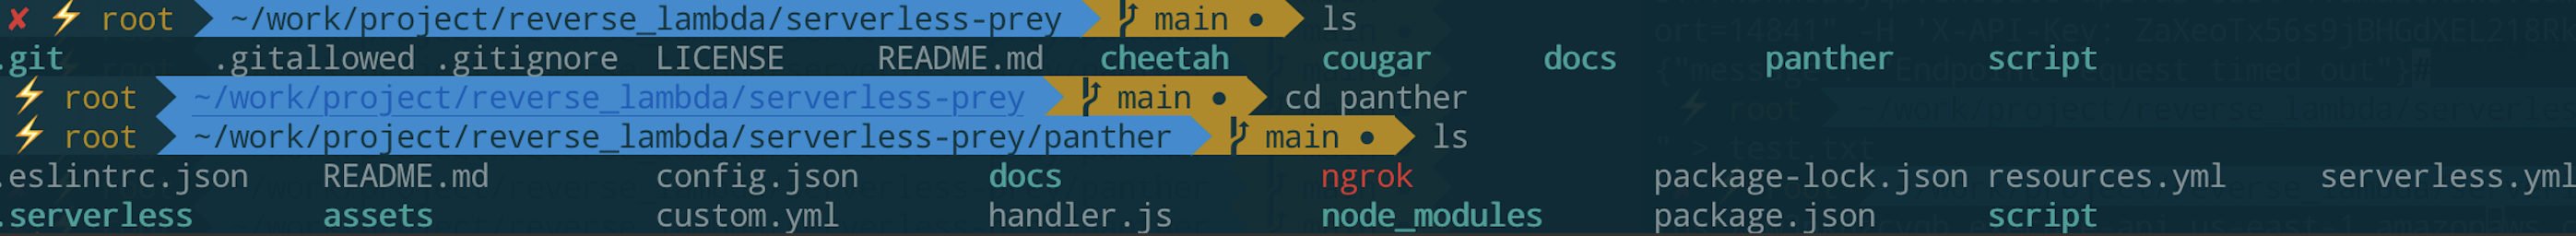 ✘ ⚡ root ~/work/project/reverse_lambda/serverless-prey main ● ls
.git .gitallowed .gitignore LICENSE README.md cheetah cougar docs panther script
⚡ root ~/work/project/reverse_lambda/serverless-prey main ● cd panther
⚡ root ~/work/project/reverse_lambda/serverless-prey/panther main ● ls
.eslintrc.json README.md config.json docs ngrok package-lock.json resources.yml serverless.yml
.serverless assets custom.yml handler.js node_modules package.json script